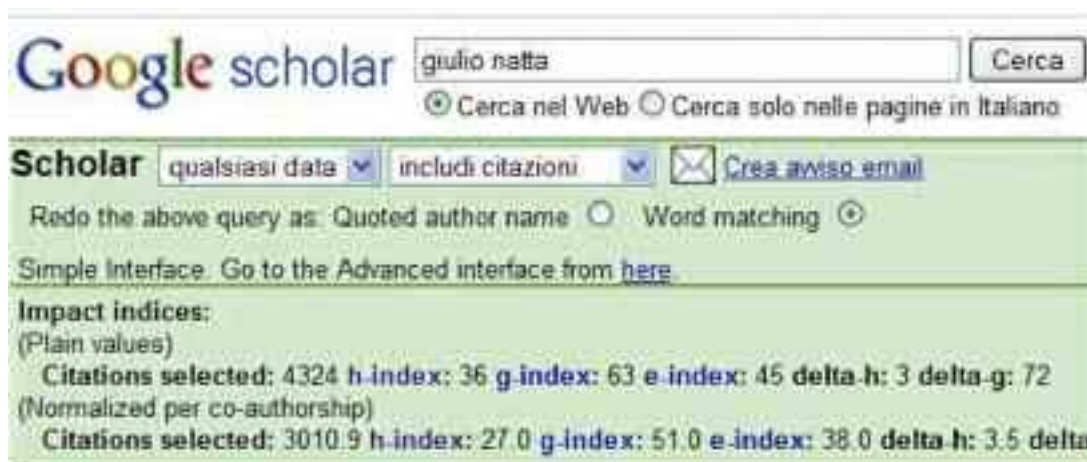 Google scholar giulio natta Cerca
Cerca nel Web Cerca solo nelle pagine in Italiano
Scholar qualsiasi data includi citazioni Crea avviso email
Redo the above query as: Quoted author name Word matching
Simple Interface. Go to the Advanced interface from here.
Impact indices:
(Plain values)
Citations selected: 4324 h-index: 36 g-index: 63 e-index: 45 delta-h: 3 delta-g: 72
(Normalized per co-authorship)
Citations selected: 3010.9 h-index: 27.0 g-index: 51.0 e-index: 38.0 delta-h: 3.5 delta